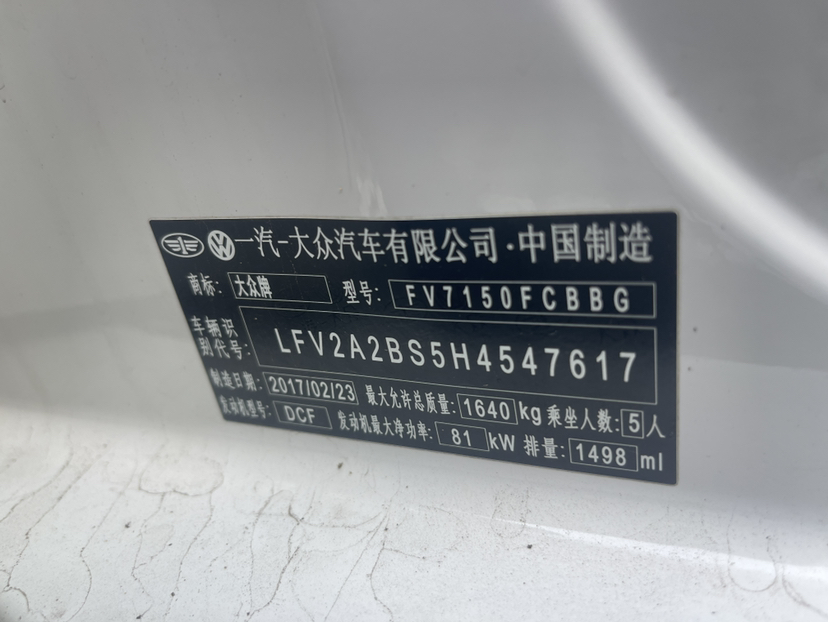 一汽-大众汽车有限公司·中国制造
商标: 大众牌 型号: FV7150FCBBG
车辆识别代号: LFV2A2BS5H4547617
制造日期: 2017/02/23 最大允许总质量: 1640 kg 乘坐人数: 5 人
发动机型号: DCF 发动机最大净功率: 81 kW 排量: 1498 ml